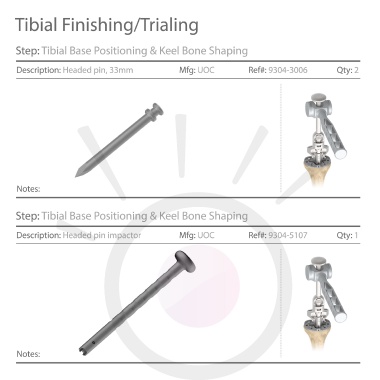 Tibial Finishing/Trialing
Step: Tibial Base Positioning & Keel Bone Shaping
Description: Headed pin, 33mm Mfg: UOC Ref#: 9304-3006 Qty: 2
Notes:
Step: Tibial Base Positioning & Keel Bone Shaping
Description: Headed pin impactor Mfg: UOC Ref#: 9304-5107 Qty: 1
Notes: